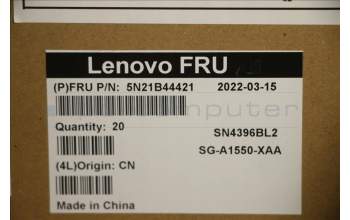 Lenovo FRU
(P)FRU P/N: 5N21B44421 2022-03-15
Quantity: 20 SN4396BL2
SG-A1550-XAA
(4L)Origin: CN
Made in China